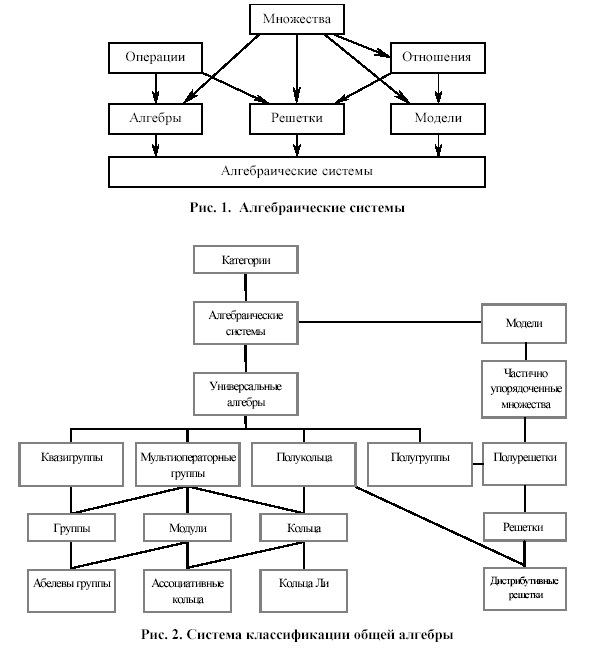 Множества
Операции
Отношения
Алгебры
Решетки
Модели
Алгебраические системы
Рис. 1. Алгебраические системы
Категории
Алгебраические
системы
Модели
Универсальные
алгебры
Частично
упорядоченные
множества
Квазигруппы
Мультиоператорные
группы
Полукольца
Полугруппы
Полурешетки
Группы
Модули
Кольца
Решетки
Абелевы группы
Ассоциативные
кольца
Кольца Ли
Дистрибутивные
решетки
Рис. 2. Система классификации общей алгебры